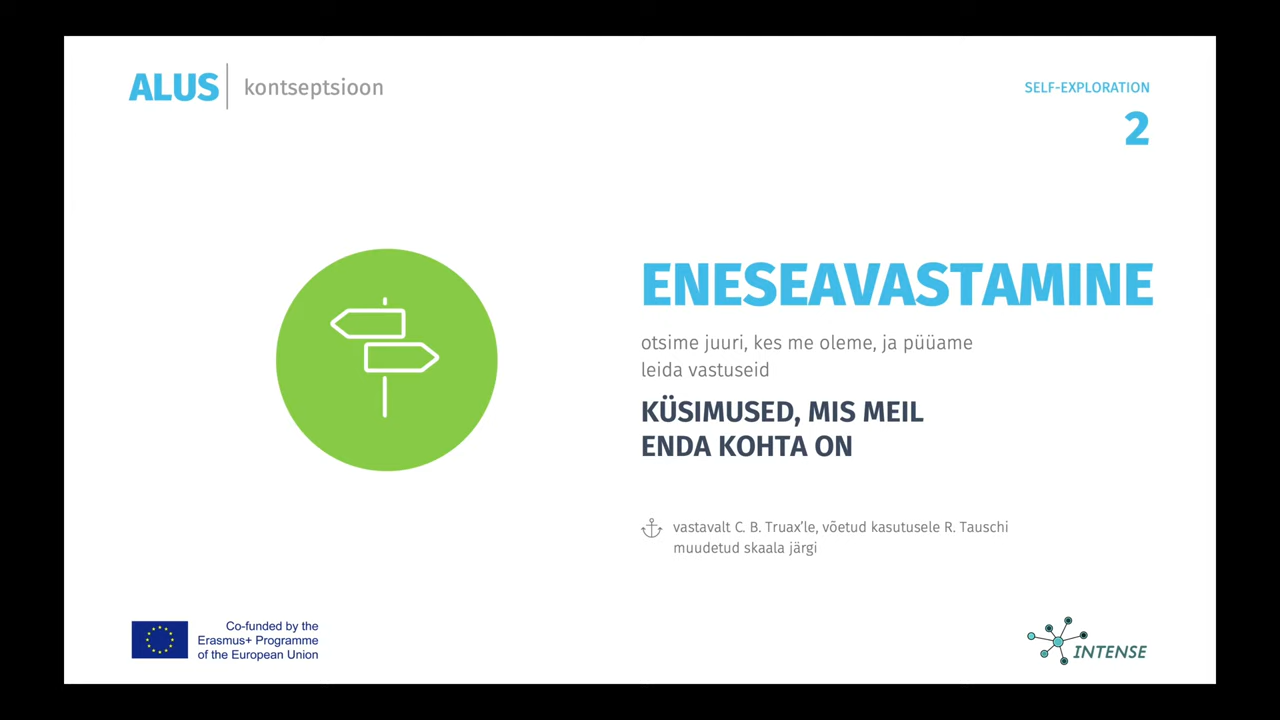 ALUS kontseptsioon
SELF-EXPLORATION
2
ENESEAVASTAMINE
otsime juuri, kes me oleme, ja püüame
leida vastuseid
KÜSIMUSED, MIS MEIL
ENDA KOHTA ON
vastavalt C. B. Truax’le, võetud kasutusele R. Tauschi
muudetud skaala järgi
Co-funded by the
Erasmus+ Programme
of the European Union
INTENSE